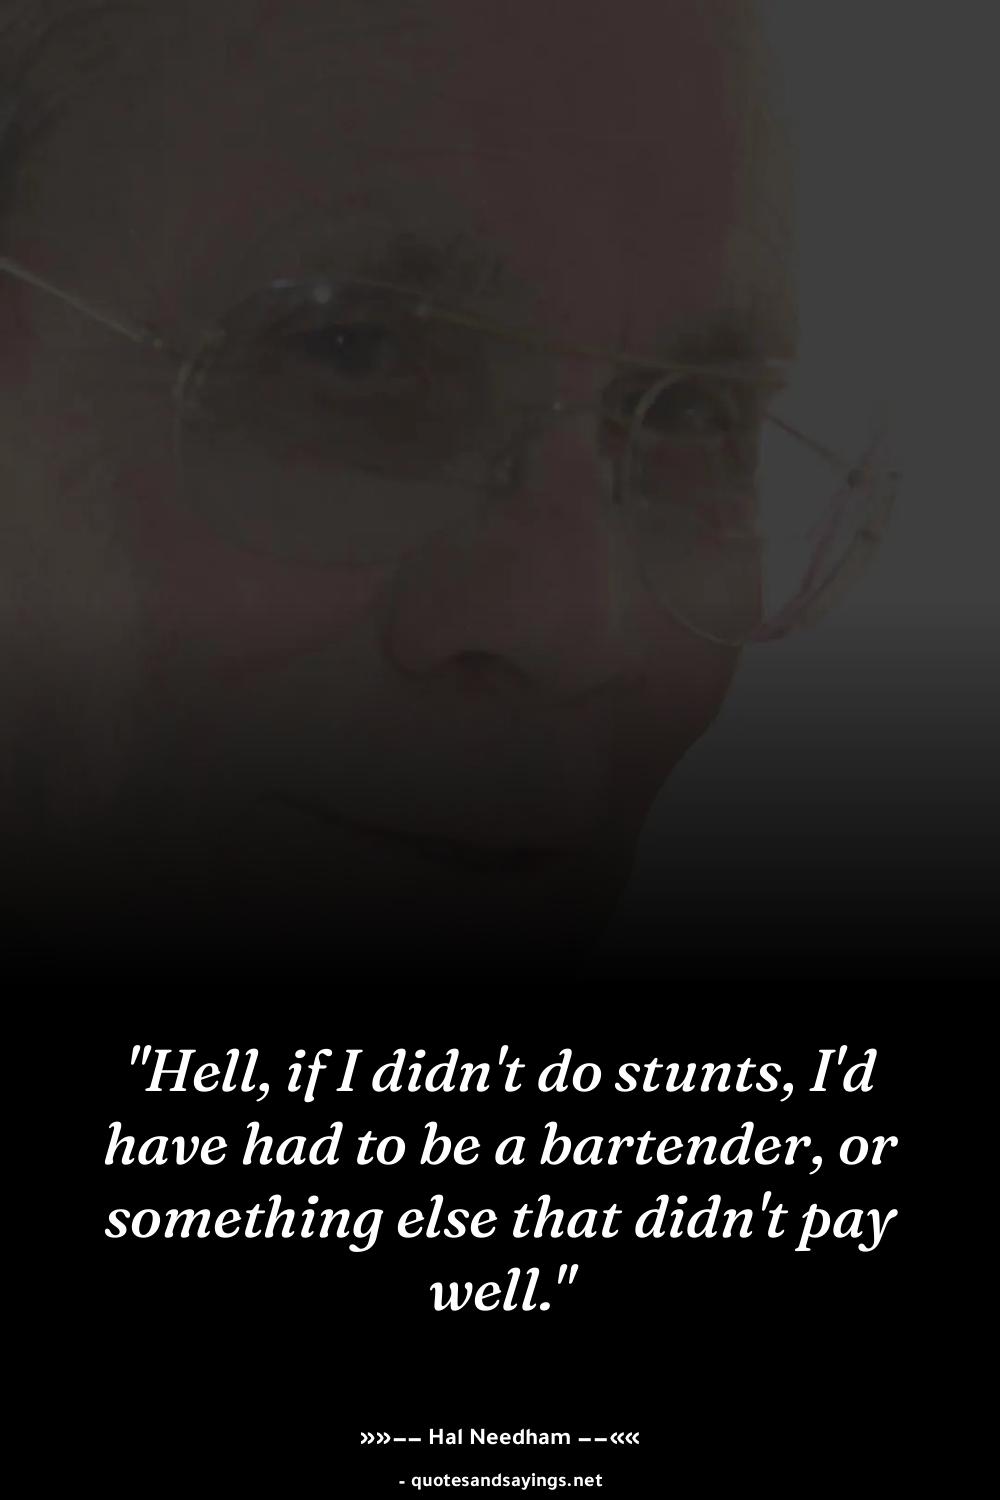 "Hell, if I didn't do stunts, I'd
have had to be a bartender, or
something else that didn't pay
well."
»»−− Hal Needham −−««
- quotesandsayings.net